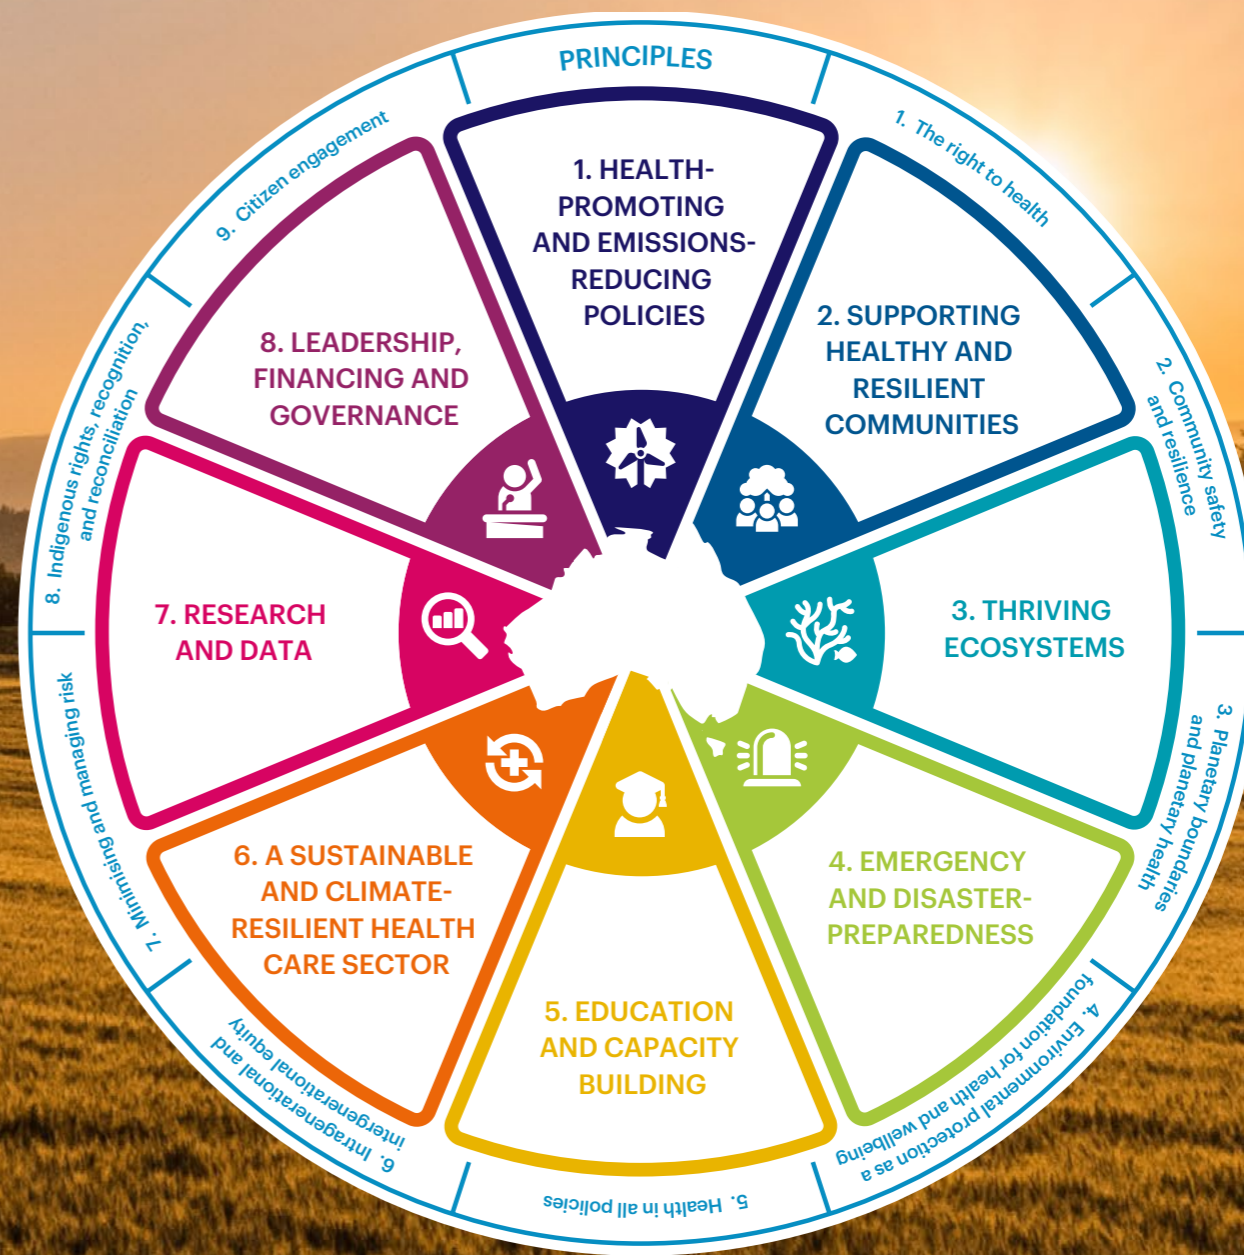 PRINCIPLES
1. The right to health
2. Community safety
and resilience
3. Planetary boundaries
and planetary health
4. Environmental protection as a
foundation for health and wellbeing
5. Health in all policies
6. Intragenerational and
intergenerational equity
7. Minimising and managing risk
8. Indigenous rights, recognition,
and reconciliation
9. Citizen engagement
1. HEALTH-
PROMOTING
AND EMISSIONS-
REDUCING
POLICIES
2. SUPPORTING
HEALTHY AND
RESILIENT
COMMUNITIES
3. THRIVING
ECOSYSTEMS
4. EMERGENCY
AND DISASTER-
PREPAREDNESS
5. EDUCATION
AND CAPACITY
BUILDING
6. A SUSTAINABLE
AND CLIMATE-
RESILIENT HEALTH
CARE SECTOR
7. RESEARCH
AND DATA
8. LEADERSHIP,
FINANCING AND
GOVERNANCE